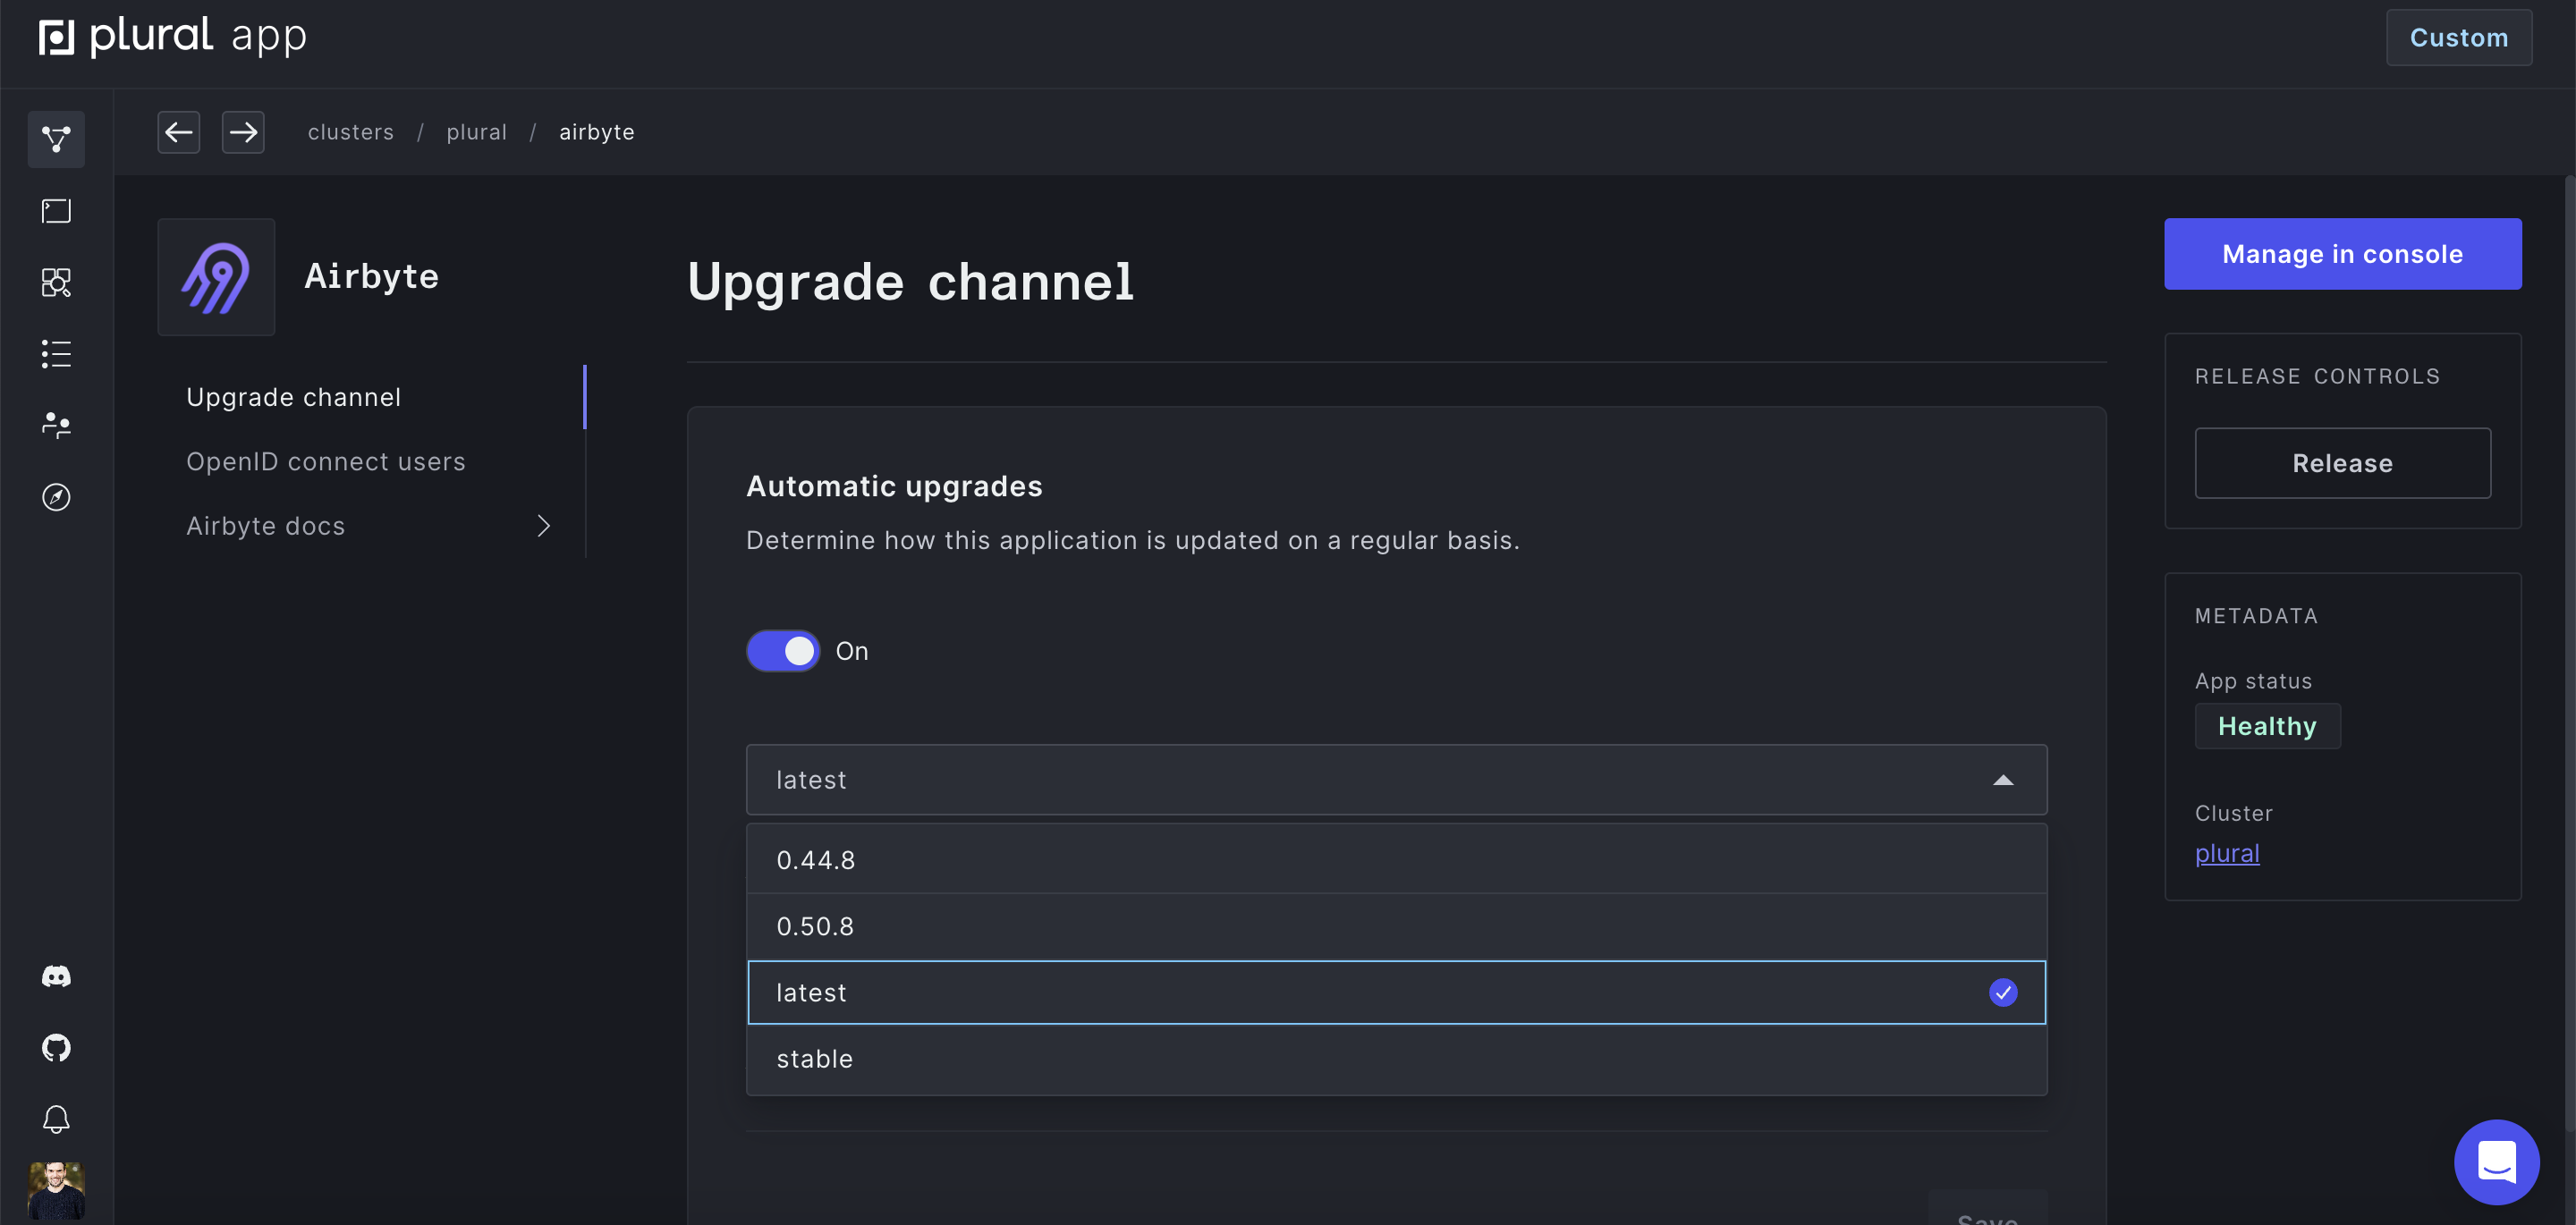 plural app
Custom
clusters / plural / airbyte
Airbyte
Upgrade channel
OpenID connect users
Airbyte docs
Upgrade channel
Automatic upgrades
Determine how this application is updated on a regular basis.
On
latest
0.44.8
0.50.8
latest
stable
Save
Manage in console
RELEASE CONTROLS
Release
METADATA
App status
Healthy
Cluster
plural